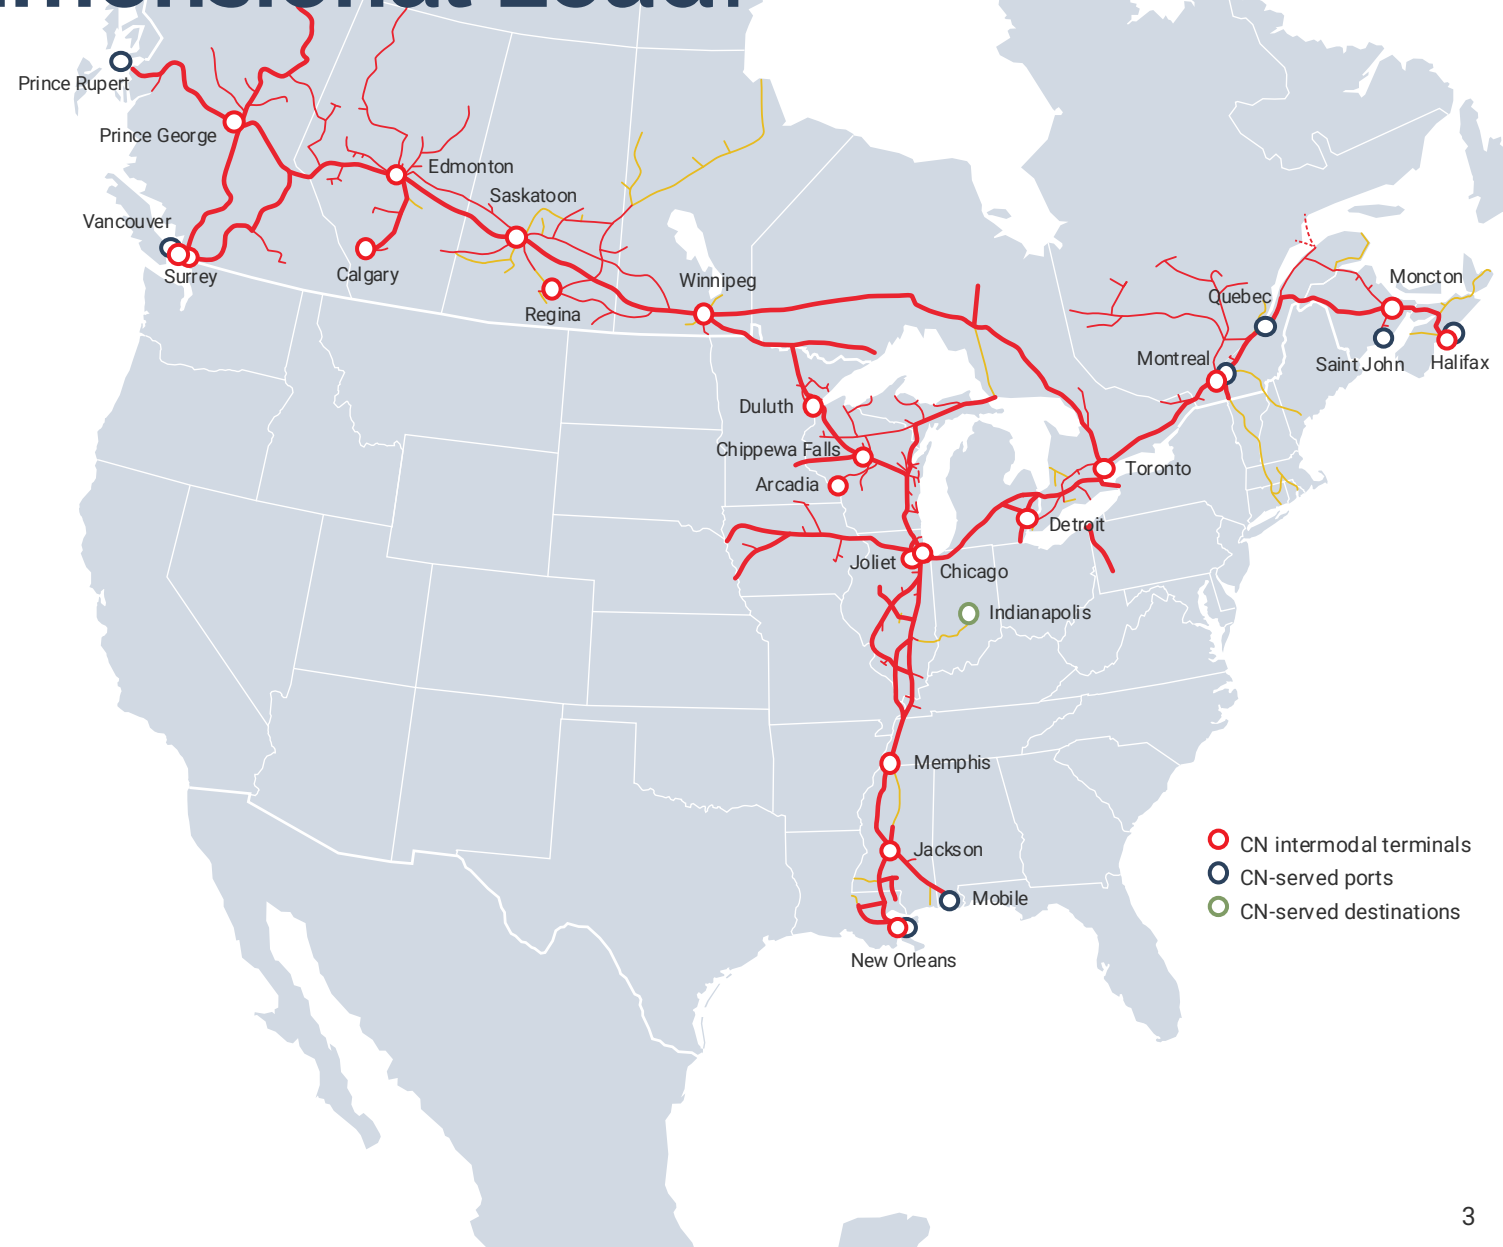 Prince Rupert
Prince George
Edmonton
Saskatoon
Vancouver
Surrey
Calgary
Regina
Winnipeg
Quebec
Moncton
Montreal
Saint John
Halifax
Duluth
Chippewa Falls
Arcadia
Toronto
Detroit
Joliet
Chicago
Indianapolis
Memphis
Jackson
Mobile
New Orleans
CN intermodal terminals
CN-served ports
CN-served destinations
3